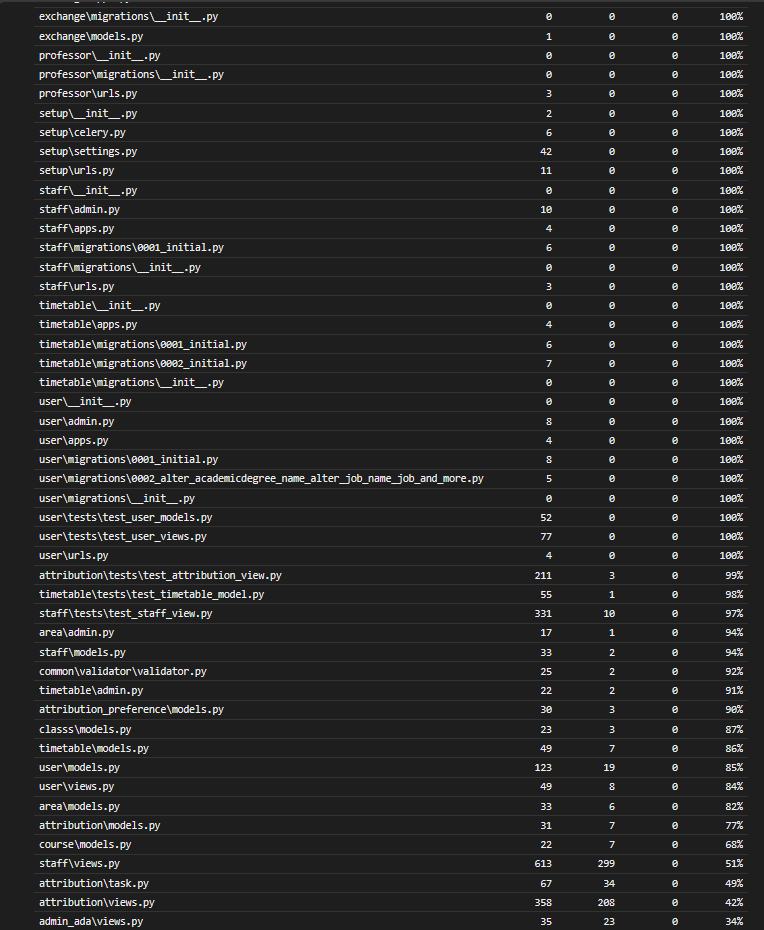 exchange\migrations\__init__.py 0 0 0 100%
exchange\models.py 1 0 0 100%
professor\__init__.py 0 0 0 100%
professor\migrations\__init__.py 0 0 0 100%
professor\urls.py 3 0 0 100%
setup\__init__.py 2 0 0 100%
setup\celery.py 6 0 0 100%
setup\settings.py 42 0 0 100%
setup\urls.py 11 0 0 100%
staff\__init__.py 0 0 0 100%
staff\admin.py 10 0 0 100%
staff\apps.py 4 0 0 100%
staff\migrations\0001_initial.py 6 0 0 100%
staff\migrations\__init__.py 0 0 0 100%
staff\urls.py 3 0 0 100%
timetable\__init__.py 0 0 0 100%
timetable\apps.py 4 0 0 100%
timetable\migrations\0001_initial.py 6 0 0 100%
timetable\migrations\0002_initial.py 7 0 0 100%
timetable\migrations\__init__.py 0 0 0 100%
user\__init__.py 0 0 0 100%
user\admin.py 8 0 0 100%
user\apps.py 4 0 0 100%
user\migrations\0001_initial.py 8 0 0 100%
user\migrations\0002_alter_academicdegree_name_alter_job_name_job_and_more.py 5 0 0 100%
user\migrations\__init__.py 0 0 0 100%
user\tests\test_user_models.py 52 0 0 100%
user\tests\test_user_views.py 77 0 0 100%
user\urls.py 4 0 0 100%
attribution\tests\test_attribution_view.py 211 3 0 99%
timetable\tests\test_timetable_model.py 55 1 0 98%
staff\tests\test_staff_view.py 331 10 0 97%
area\admin.py 17 1 0 94%
staff\models.py 33 2 0 94%
common\validator\validator.py 25 2 0 92%
timetable\admin.py 22 2 0 91%
attribution_preference\models.py 30 3 0 90%
classs\models.py 23 3 0 87%
timetable\models.py 49 7 0 86%
user\models.py 123 19 0 85%
user\views.py 49 8 0 84%
area\models.py 33 6 0 82%
attribution\models.py 31 7 0 77%
course\models.py 22 7 0 68%
staff\views.py 613 299 0 51%
attribution\task.py 67 34 0 49%
attribution\views.py 358 208 0 42%
admin_ada\views.py 35 23 0 34%